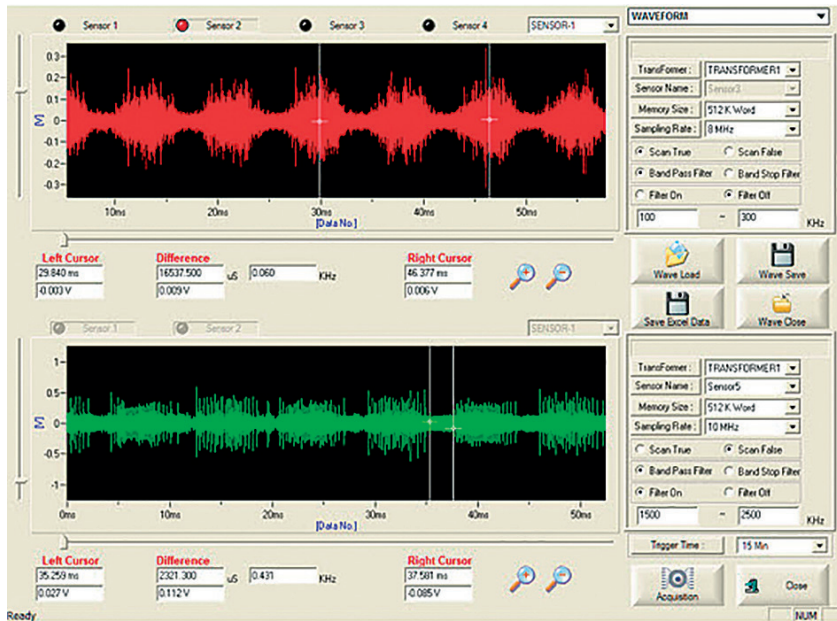 Sensor 1 Sensor 2 Sensor 3 Sensor 4 SENSOR-1
[V]
0.3
0.2
0.1
0
-0.1
-0.2
-0.3
10ms 20ms 30ms 40ms 50ms
[Data No.]
Left Cursor Difference Right Cursor
29.840 ms 16537.500 uS 0.060 KHz 46.377 ms
-0.003 V 0.009 V 0.006 V
Sensor 1 Sensor 2 SENSOR-1
[V]
1
0.5
0
-0.5
-1
0ms 10ms 20ms 30ms 40ms 50ms
[Data No.]
Left Cursor Difference Right Cursor
35.259 ms 2321.300 uS 0.431 KHz 37.581 ms
0.027 V 0.112 V -0.085 V
Ready
WAVEFORM
TransFormer : TRANSFORMER1
Sensor Name : Sensor3
Memory Size : 512 K Word
Sampling Rate : 8 MHz
Scan True Scan False
Band Pass Filter Band Stop Filter
Filter On Filter Off
100 ~ 300 KHz
Wave Load Wave Save
Save Excel Data Wave Close
TransFormer : TRANSFORMER1
Sensor Name : Sensor5
Memory Size : 512 K Word
Sampling Rate : 10 MHz
Scan True Scan False
Band Pass Filter Band Stop Filter
Filter On Filter Off
1500 ~ 2500 KHz
Trigger Time : 15 Min
Acquisition Close
NUM